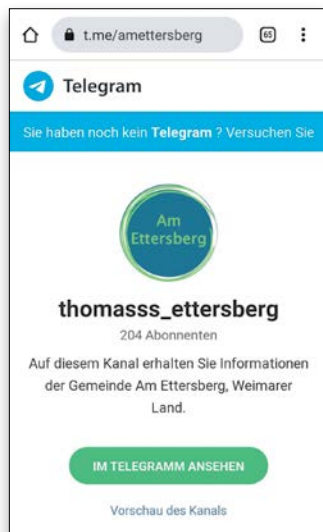 t.me/amettersberg
65
Telegram
Sie haben noch kein Telegram ? Versuchen Sie
Am
Ettersberg
thomasss_ettersberg
204 Abonnenten
Auf diesem Kanal erhalten Sie Informationen
der Gemeinde Am Ettersberg, Weimarer
Land.
IM TELEGRAMM ANSEHEN
Vorschau des Kanals